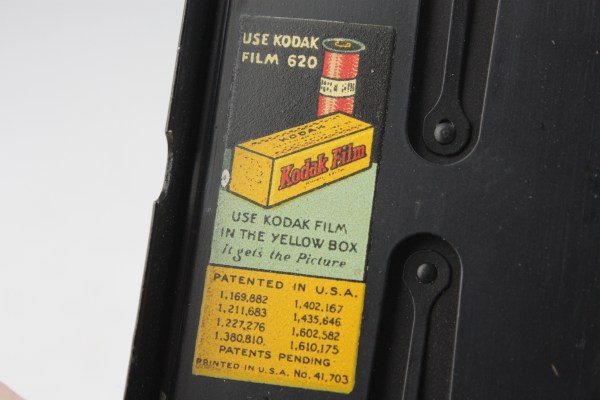 USE KODAK
FILM 620
KODAK
Kodak Film
USE KODAK FILM
IN THE YELLOW BOX
it gets the Picture
PATENTED IN U.S.A.
1,169,882 1,402,167
1,211,683 1,435,646
1,227,276 1,602,582
1,380,810. 1,610,175
PATENTS PENDING
PRINTED IN U.S.A. No. 41,703